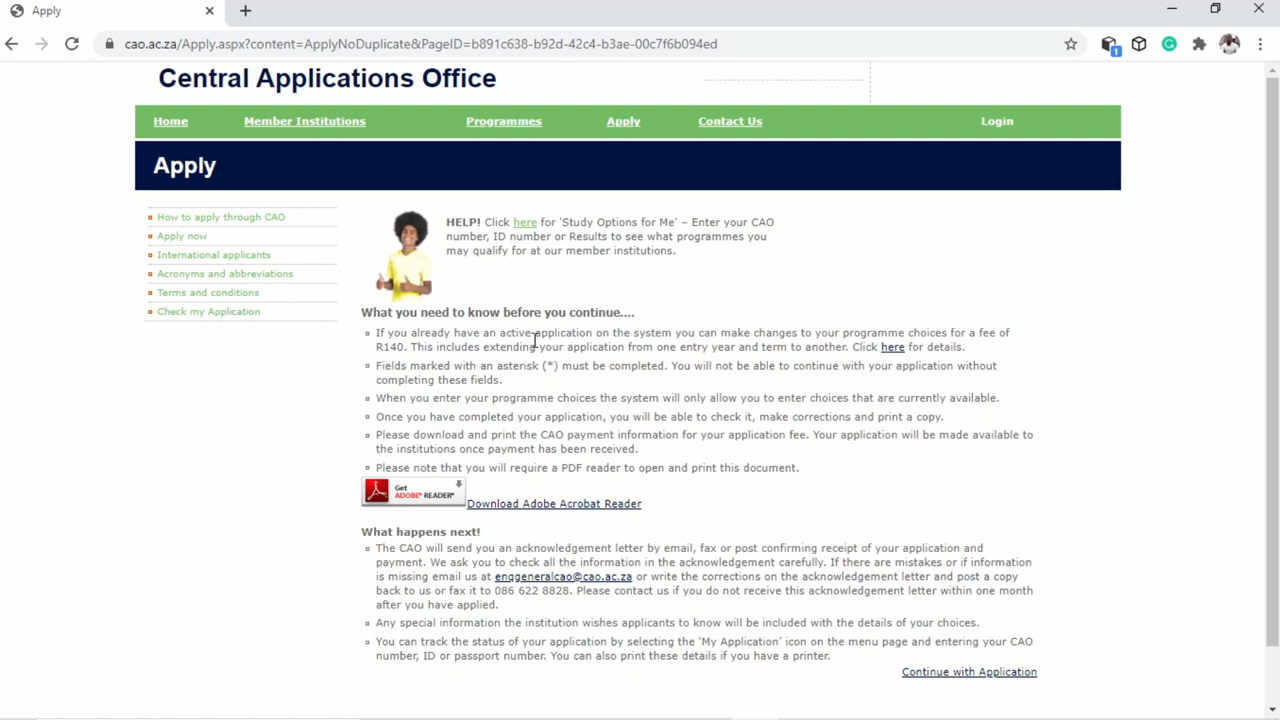 Apply
cao.ac.za/Apply.aspx?content=ApplyNoDuplicate&PageID=b891c638-b92d-42c4-b3ae-00c7f6b094ed
1
Central Applications Office
Home Member Institutions Programmes Apply Contact Us Login
Apply
How to apply through CAO
Apply now
International applicants
Acronyms and abbreviations
Terms and conditions
Check my Application
HELP! Click here for 'Study Options for Me' – Enter your CAO
number, ID number or Results to see what programmes you
may qualify for at our member institutions.
What you need to know before you continue....
If you already have an active application on the system you can make changes to your programme choices for a fee of
R140. This includes extending your application from one entry year and term to another. Click here for details.
Fields marked with an asterisk (*) must be completed. You will not be able to continue with your application without
completing these fields.
When you enter your programme choices the system will only allow you to enter choices that are currently available.
Once you have completed your application, you will be able to check it, make corrections and print a copy.
Please download and print the CAO payment information for your application fee. Your application will be made available to
the institutions once payment has been received.
Please note that you will require a PDF reader to open and print this document.
Get
ADOBE® READER®
Download Adobe Acrobat Reader
What happens next!
The CAO will send you an acknowledgement letter by email, fax or post confirming receipt of your application and
payment. We ask you to check all the information in the acknowledgement carefully. If there are mistakes or if information
is missing email us at enqgeneralcao@cao.ac.za or write the corrections on the acknowledgement letter and post a copy
back to us or fax it to 086 622 8828. Please contact us if you do not receive this acknowledgement letter within one month
after you have applied.
Any special information the institution wishes applicants to know will be included with the details of your choices.
You can track the status of your application by selecting the 'My Application' icon on the menu page and entering your CAO
number, ID or passport number. You can also print these details if you have a printer.
Continue with Application